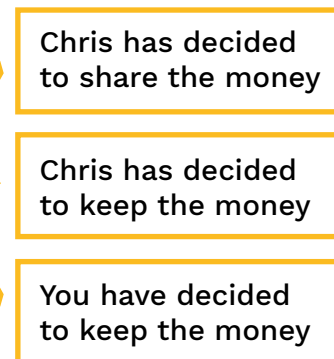 Chris has decided
to share the money
Chris has decided
to keep the money
You have decided
to keep the money